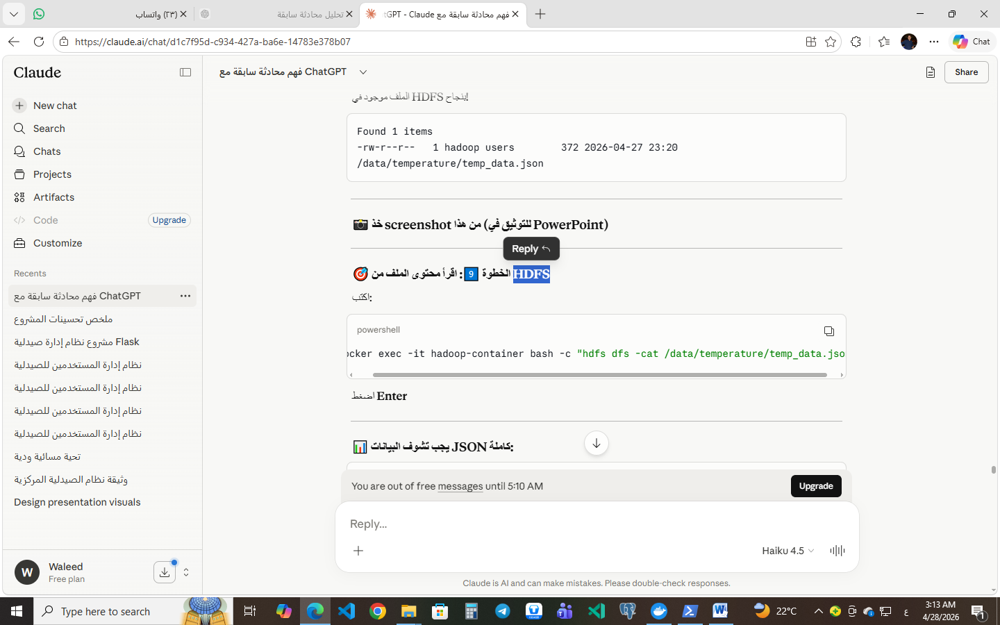 (٢٣) واتساب
تحليل محادثة سابقة
فهم محادثة سابقة مع tGPT - Claude
https://claude.ai/chat/d1c7f95d-c934-427a-ba6e-14783e378b07
Chat
Claude
فهم محادثة سابقة مع ChatGPT
Share
New chat
Search
Chats
Projects
Artifacts
Code
Upgrade
Customize
Recents
فهم محادثة سابقة مع ChatGPT
ملخص تحسينات المشروع
مشروع نظام إدارة صيدلية Flask
نظام إدارة المستخدمين للصيدلية
نظام إدارة المستخدمين للصيدلية
نظام إدارة المستخدمين للصيدلية
نظام إدارة المستخدمين للصيدلية
تحية مسائية ودية
وثيقة نظام الصيدلية المركزية
Design presentation visuals
W
Waleed
Free plan
الملف موجود في HDFS بنجاح!
Found 1 items
-rw-r--r-- 1 hadoop users 372 2026-04-27 23:20
/data/temperature/temp_data.json
📸 خذ screenshot من هذا (للتوثيق في PowerPoint)
Reply
🎯 الخطوة 9️⃣: اقرأ محتوى الملف من HDFS
اكتب:
powershell
ocker exec -it hadoop-container bash -c "hdfs dfs -cat /data/temperature/temp_data.jso
اضغط Enter
📊 يجب تشوف البيانات JSON كاملة:
You are out of free messages until 5:10 AM
Upgrade
Reply...
Haiku 4.5
Claude is AI and can make mistakes. Please double-check responses.
Type here to search
22°C
ع
3:13 AM
4/28/2026
1